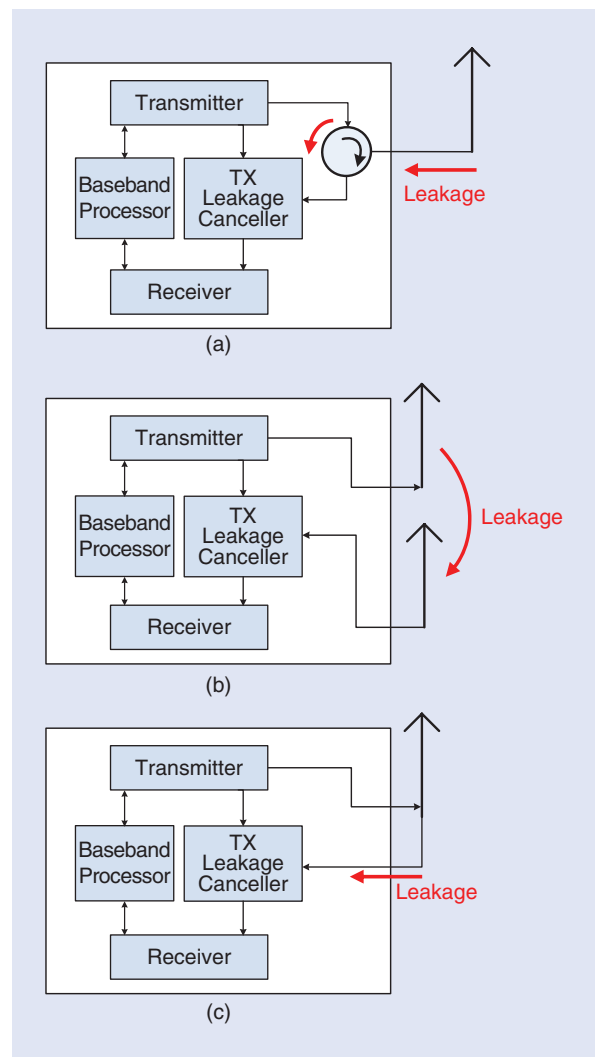 Transmitter
Baseband
Processor
TX
Leakage
Canceller
Leakage
Receiver
(a)
Transmitter
Baseband
Processor
TX
Leakage
Canceller
Leakage
Receiver
(b)
Transmitter
Baseband
Processor
TX
Leakage
Canceller
Leakage
Receiver
(c)